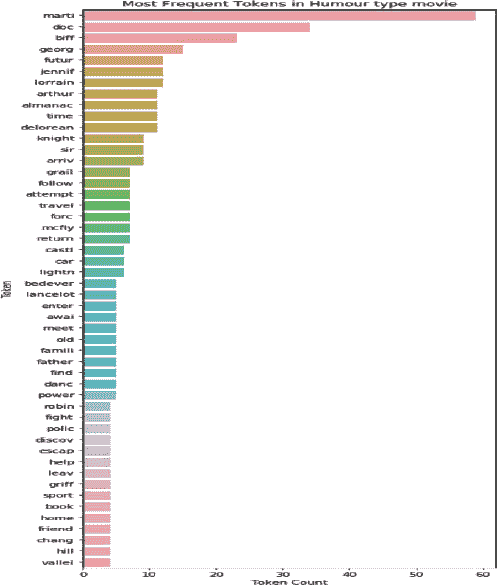 Most Frequent Tokens in Humour type movie
marti
doc
biff
georg
futur
jennif
lorrain
arthur
almanac
time
delorean
knight
sir
arriv
grail
follow
attempt
travel
forc
mcfly
return
castl
car
lightn
bedever
lancelot
enter
awai
meet
old
famili
father
find
danc
power
robin
fight
polic
discov
escap
help
leav
griff
sport
book
home
friend
chang
hill
vallei
Token
0 10 20 30 40 50 60
Token Count